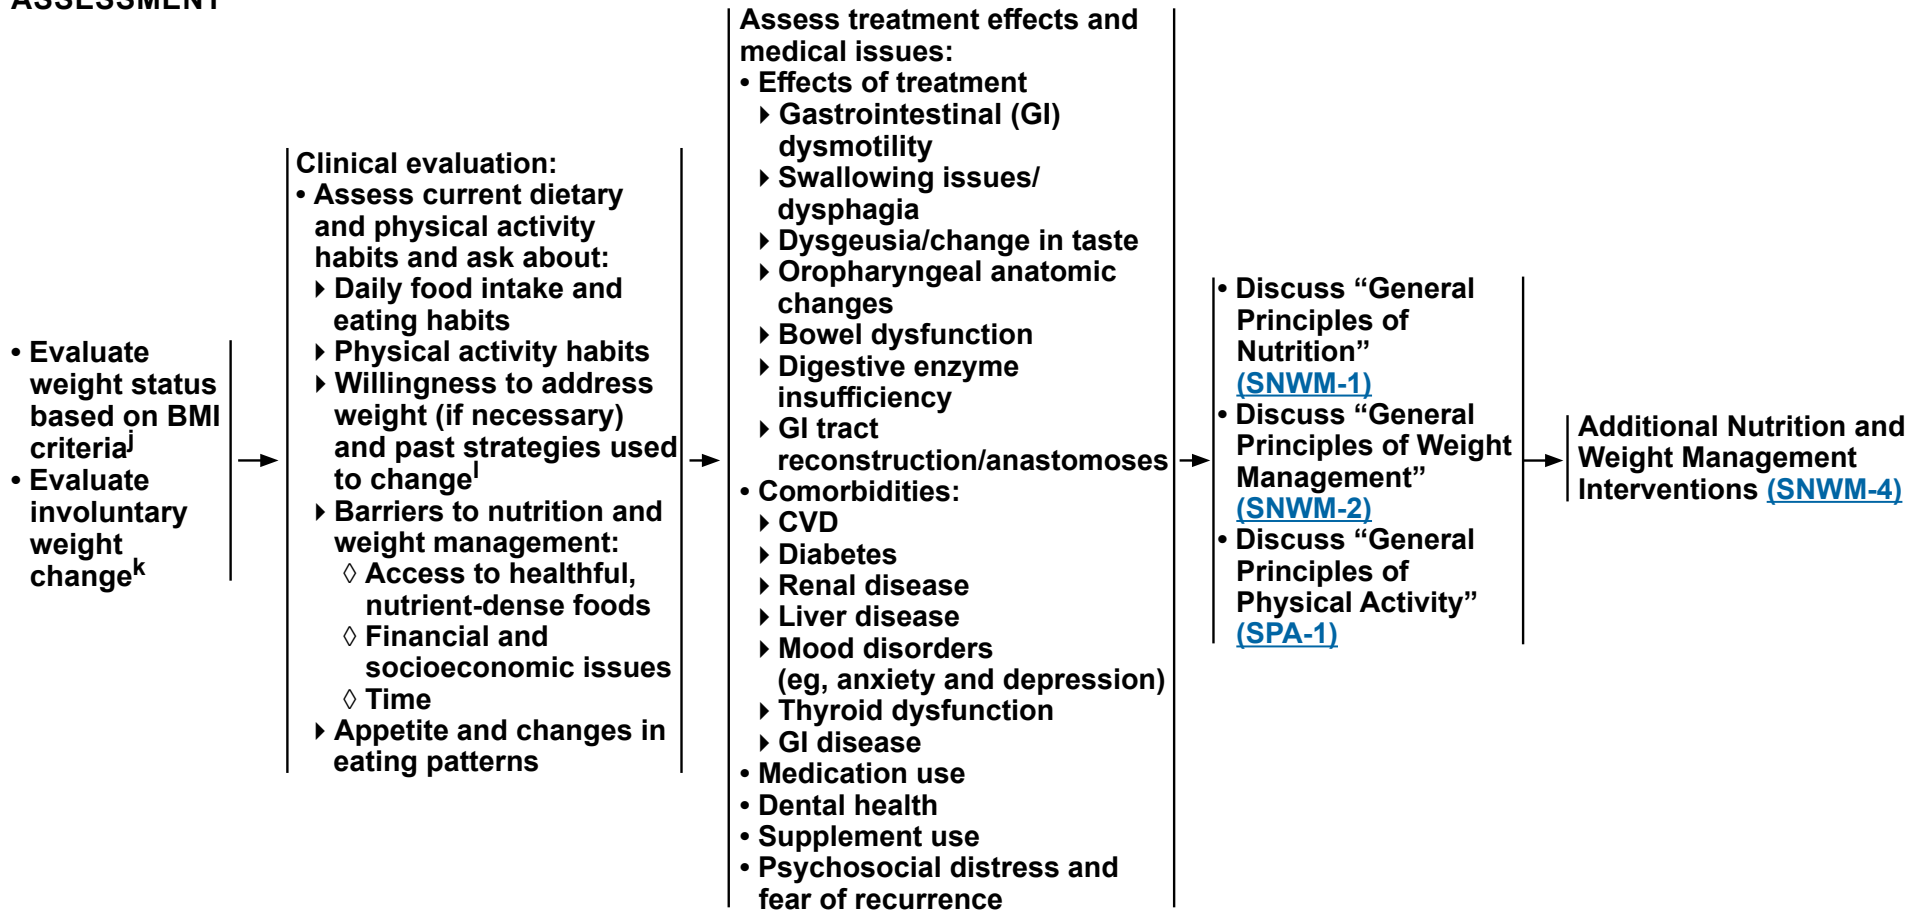 ASSESSMENT
• Evaluate
weight status
based on BMI
criteriaj
• Evaluate
involuntary
weight
changek
Clinical evaluation:
• Assess current dietary
and physical activity
habits and ask about:
Daily food intake and
eating habits
Physical activity habits
Willingness to address
weight (if necessary)
and past strategies used
to changel
Barriers to nutrition and
weight management:
◊ Access to healthful,
nutrient-dense foods
◊ Financial and
socioeconomic issues
◊ Time
Appetite and changes in
eating patterns
Assess treatment effects and
medical issues:
• Effects of treatment
Gastrointestinal (GI)
dysmotility
Swallowing issues/
dysphagia
Dysgeusia/change in taste
Oropharyngeal anatomic
changes
Bowel dysfunction
Digestive enzyme
insufficiency
GI tract
reconstruction/anastomoses
• Comorbidities:
CVD
Diabetes
Renal disease
Liver disease
Mood disorders
(eg, anxiety and depression)
Thyroid dysfunction
GI disease
• Medication use
• Dental health
• Supplement use
• Psychosocial distress and
fear of recurrence
• Discuss “General
Principles of
Nutrition”
(SNWM-1)
• Discuss “General
Principles of Weight
Management”
(SNWM-2)
• Discuss “General
Principles of
Physical Activity”
(SPA-1)
Additional Nutrition and
Weight Management
Interventions (SNWM-4)